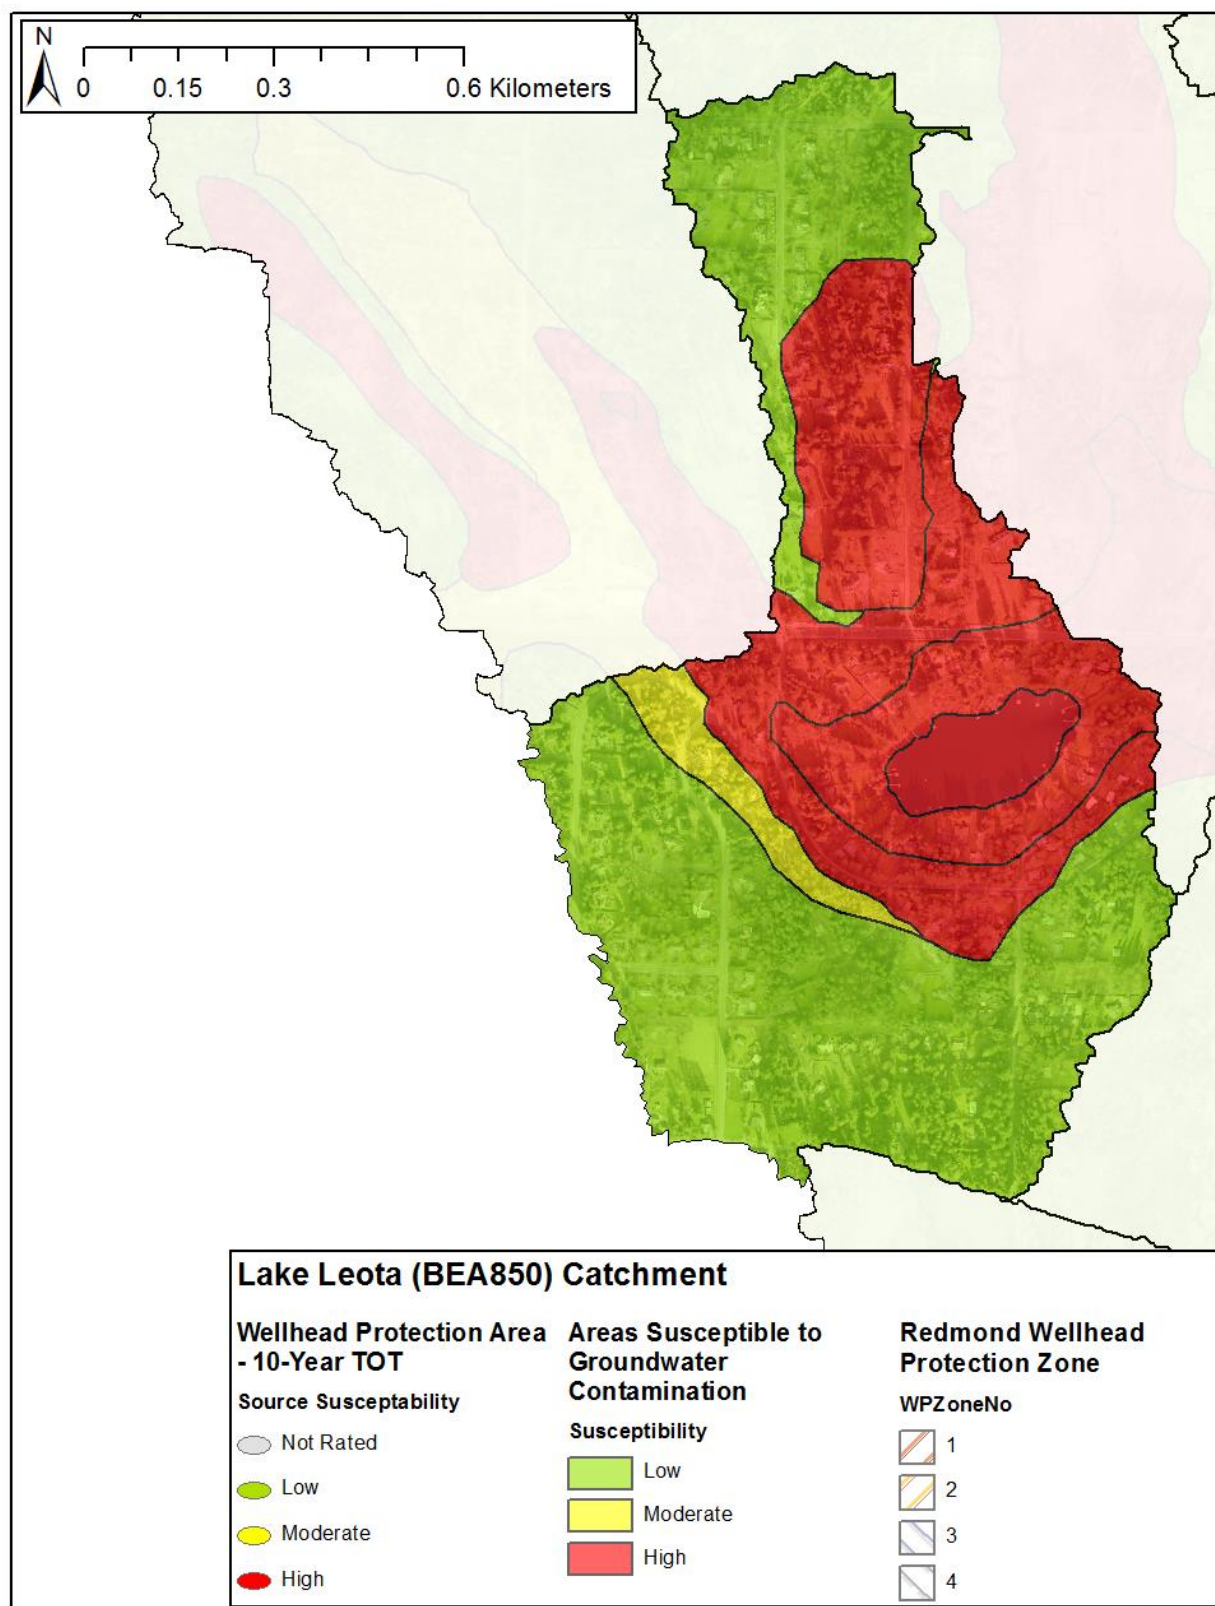 N
0 0.15 0.3 0.6 Kilometers
Lake Leota (BEA850) Catchment
Wellhead Protection Area
- 10-Year TOT
Source Susceptability
Not Rated
Low
Moderate
High
Areas Susceptible to
Groundwater
Contamination
Susceptibility
Low
Moderate
High
Redmond Wellhead
Protection Zone
WPZoneNo
1
2
3
4